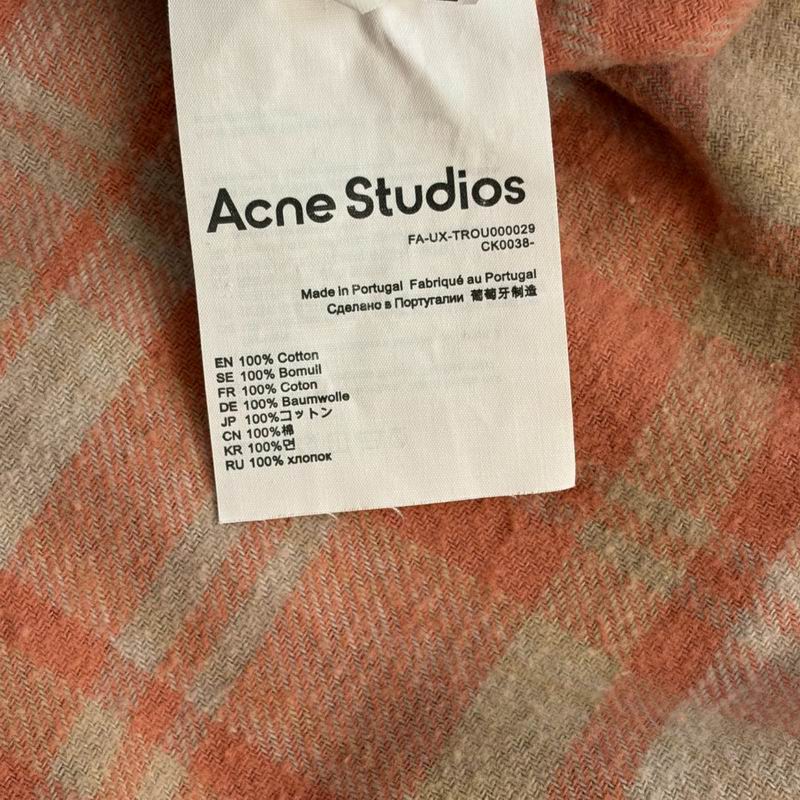 Acne Studios
FA-UX-TROU000029
CK0038-
Made in Portugal Fabriqué au Portugal
Сделано в Португалии 葡萄牙制造
EN 100% Cotton
SE 100% Bomull
FR 100% Coton
DE 100% Baumwolle
JP 100%コットン
CN 100%棉
KR 100%면
RU 100% хлопок